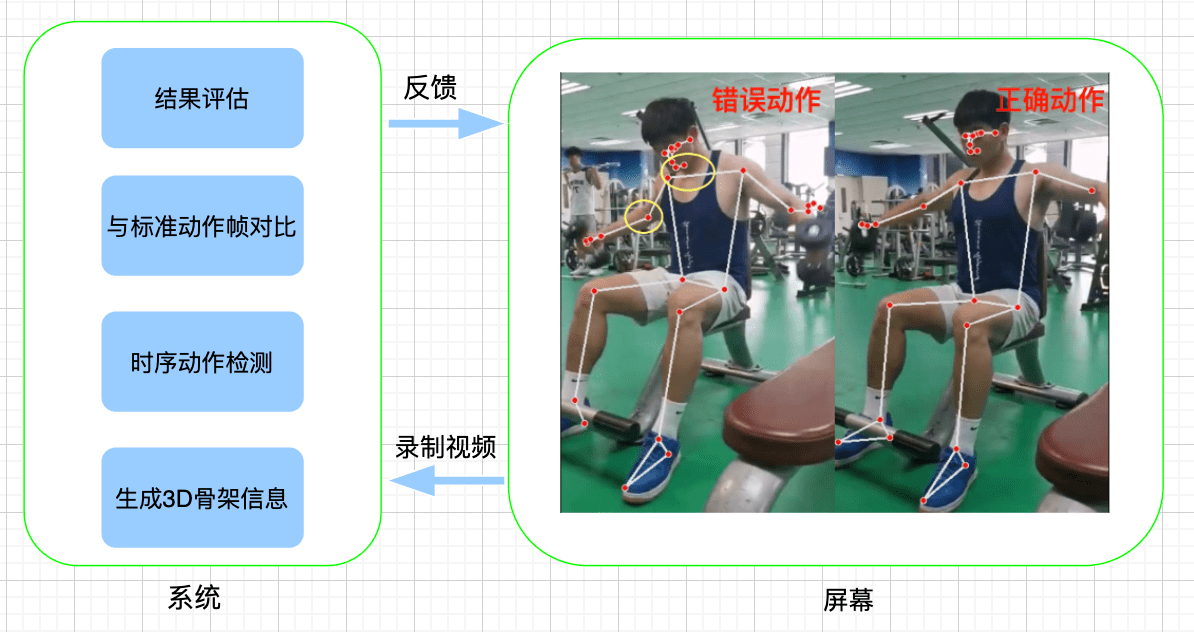 结果评估
与标准动作帧对比
时序动作检测
生成3D骨架信息
系统
反馈
录制视频
错误动作
正确动作
屏幕